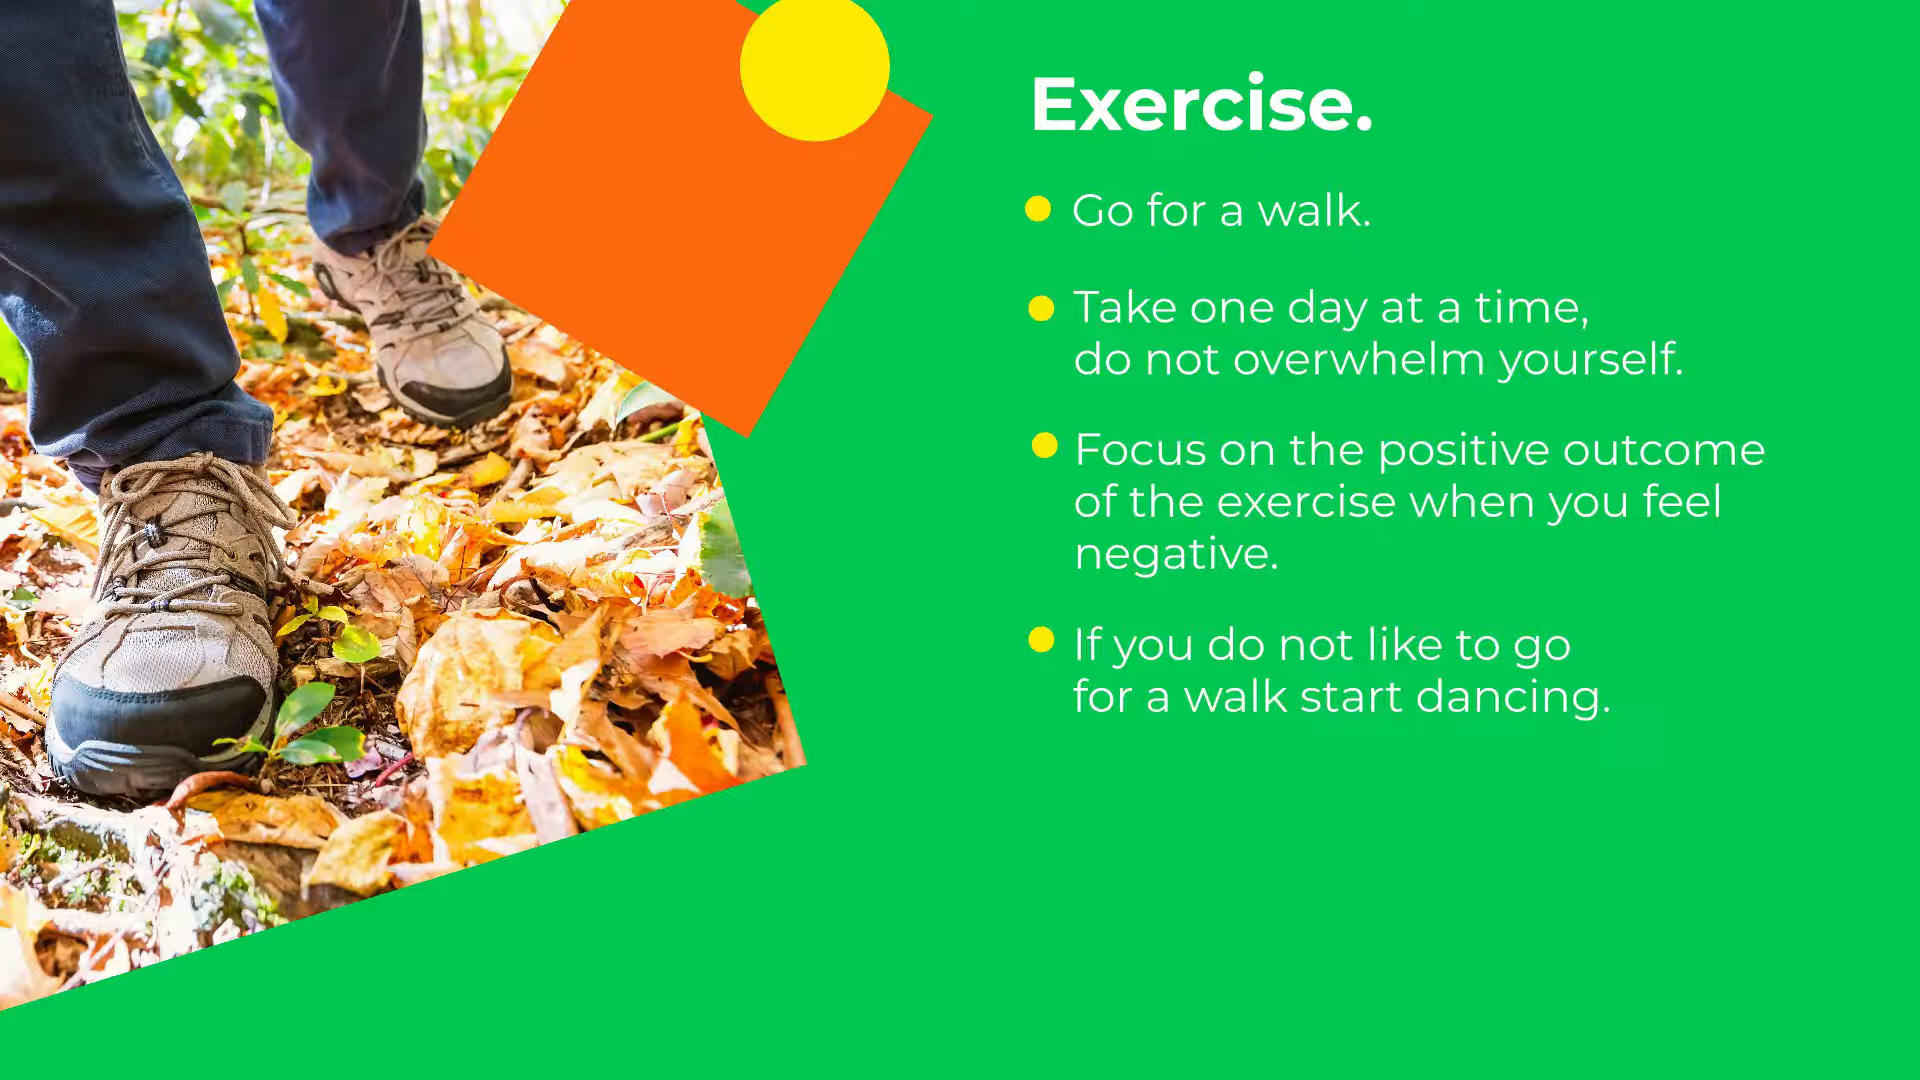 Exercise.
Go for a walk.
Take one day at a time,
do not overwhelm yourself.
Focus on the positive outcome
of the exercise when you feel
negative.
If you do not like to go
for a walk start dancing.